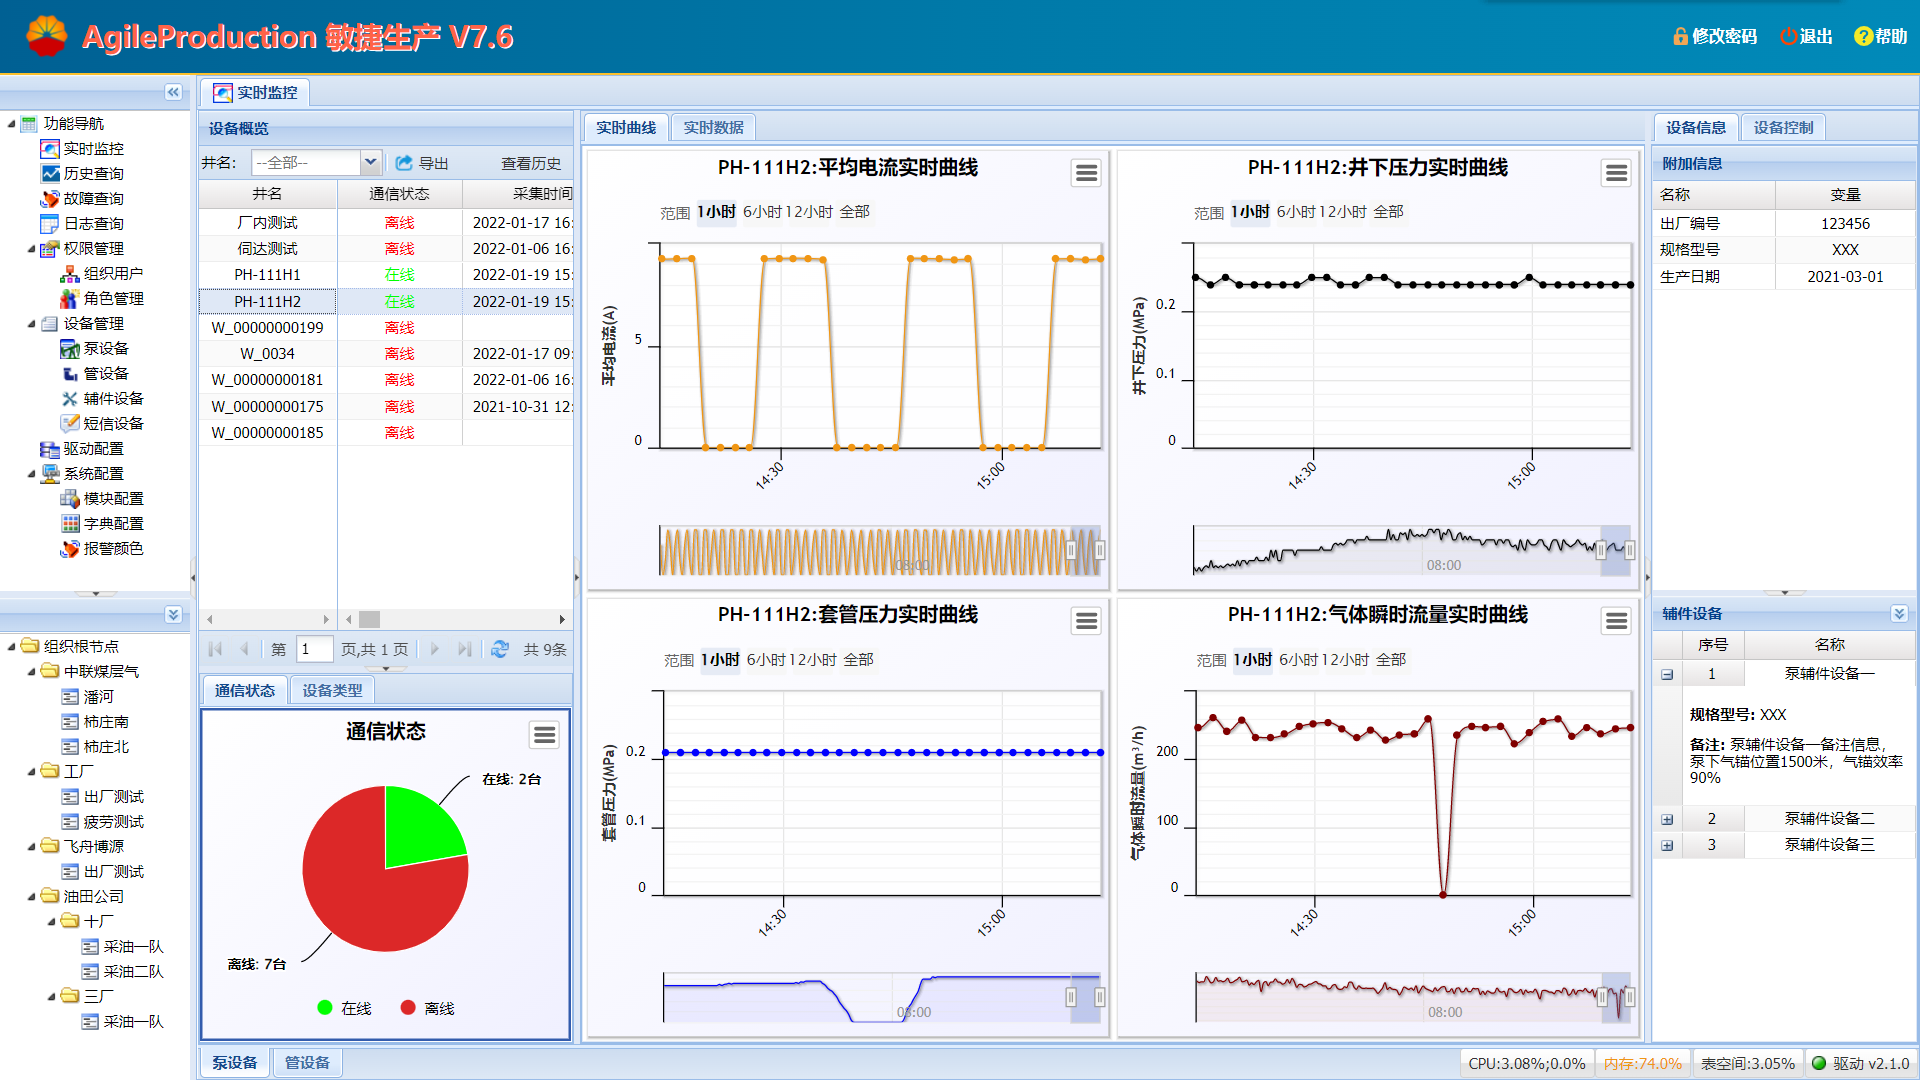 AgileProduction 敏捷生产 V7.6
修改密码
退出
帮助
功能导航
实时监控
历史查询
故障查询
日志查询
权限管理
组织用户
角色管理
设备管理
泵设备
管设备
辅件设备
短信设备
驱动配置
系统配置
模块配置
字典配置
报警颜色
组织根节点
中联煤层气
潘河
柿庄南
柿庄北
工厂
出厂测试
疲劳测试
飞舟博源
出厂测试
油田公司
十厂
采油一队
采油二队
三厂
采油一队
实时监控
设备概览
井名: --全部-- 导出 查看历史
井名 通信状态 采集时间
厂内测试 离线 2022-01-17 16:
伺达测试 离线 2022-01-06 16:
PH-111H1 在线 2022-01-19 15:
PH-111H2 在线 2022-01-19 15:
W_00000000199 离线
W_0034 离线 2022-01-17 09:
W_00000000181 离线 2022-01-06 16:
W_00000000175 离线 2021-10-31 12:
W_00000000185 离线
第 1 页,共 1 页 共 9条
通信状态 设备类型
通信状态
在线: 2台
离线: 7台
在线 离线
泵设备 管设备
实时曲线 实时数据
PH-111H2:平均电流实时曲线
范围 1小时 6小时 12小时 全部
平均电流(A)
5
0
14:30 15:00
08:00
PH-111H2:井下压力实时曲线
范围 1小时 6小时 12小时 全部
井下压力(MPa)
0.2
0.1
0
14:30 15:00
08:00
PH-111H2:套管压力实时曲线
范围 1小时 6小时 12小时 全部
套管压力(MPa)
0.2
0.1
0
14:30 15:00
08:00
PH-111H2:气体瞬时流量实时曲线
范围 1小时 6小时 12小时 全部
气体瞬时流量(m³/h)
200
100
0
14:30 15:00
08:00
设备信息 设备控制
附加信息
名称 变量
出厂编号 123456
规格型号 XXX
生产日期 2021-03-01
辅件设备
序号 名称
1 泵辅件设备一
规格型号: XXX
备注: 泵辅件设备一备注信息，
泵下气锚位置1500米，气锚效率
90%
2 泵辅件设备二
3 泵辅件设备三
CPU:3.08%;0.0% 内存:74.0% 表空间:3.05% 驱动 v2.1.0